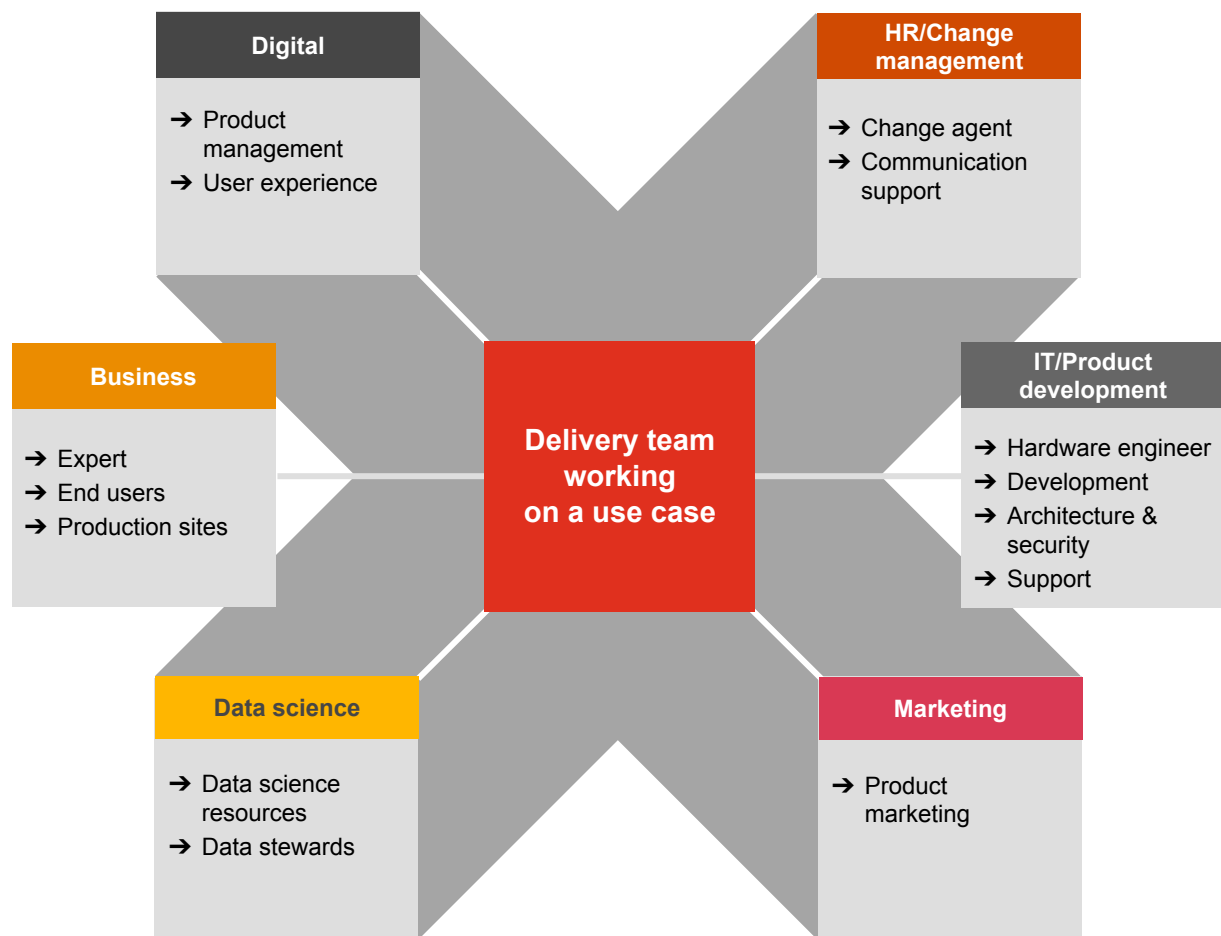 Digital
➔ Product
management
➔ User experience
HR/Change
management
➔ Change agent
➔ Communication
support
Business
➔ Expert
➔ End users
➔ Production sites
Delivery team
working
on a use case
IT/Product
development
➔ Hardware engineer
➔ Development
➔ Architecture &
security
➔ Support
Data science
➔ Data science
resources
➔ Data stewards
Marketing
➔ Product
marketing